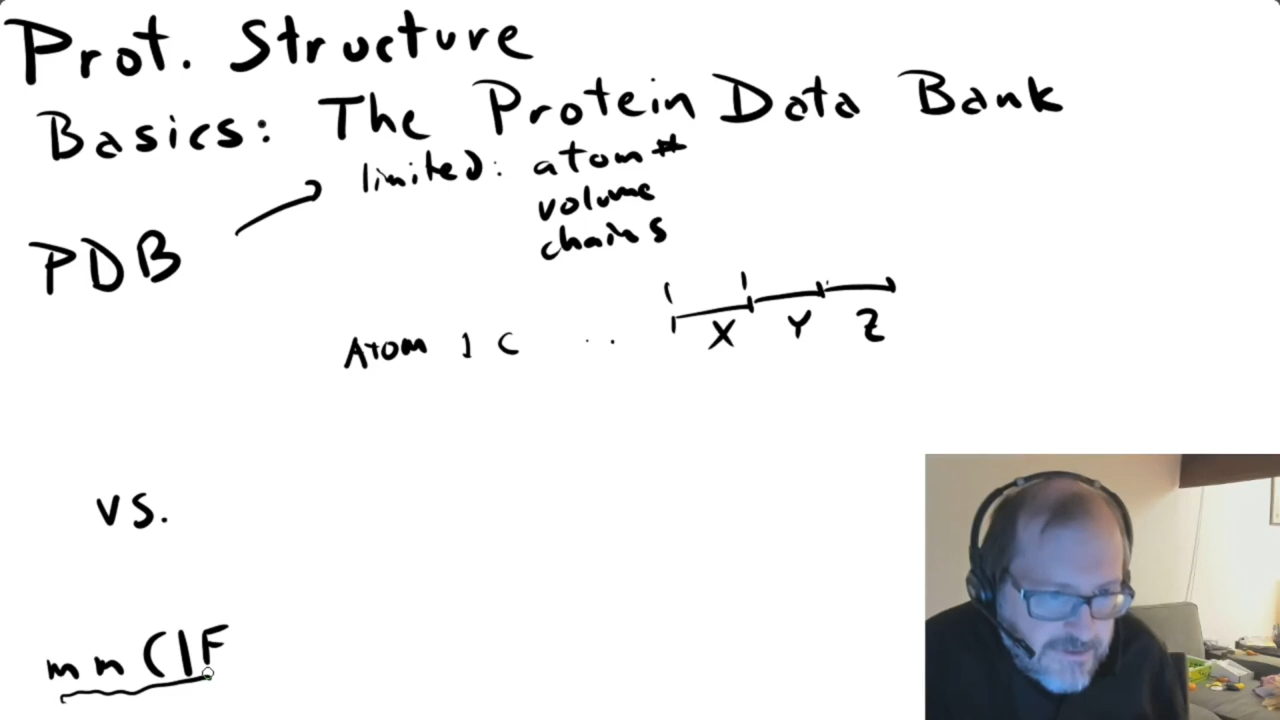 Prot. Structure
Basics: The Protein Data Bank
limited: atom #
volume
chains
PDB
X Y Z
Atom 1 C ..
vs.
mmCIF